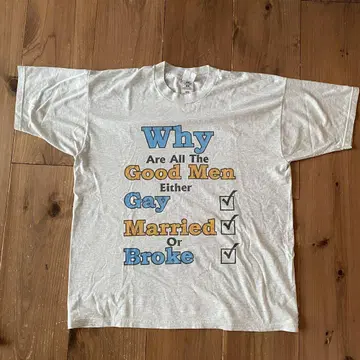 Why
Are All The
Good Men
Either
Gay
Married
Or
Broke